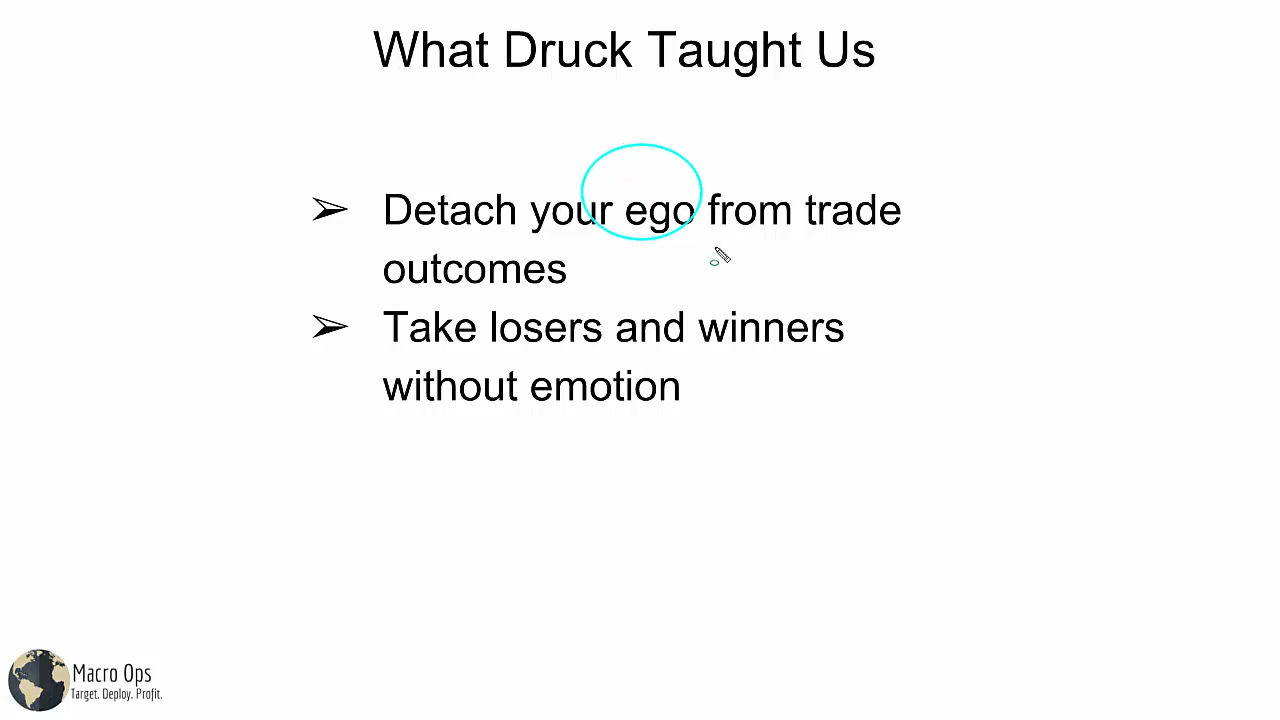 What Druck Taught Us
➢ Detach your ego from trade
outcomes
➢ Take losers and winners
without emotion
Macro Ops
Target. Deploy. Profit.